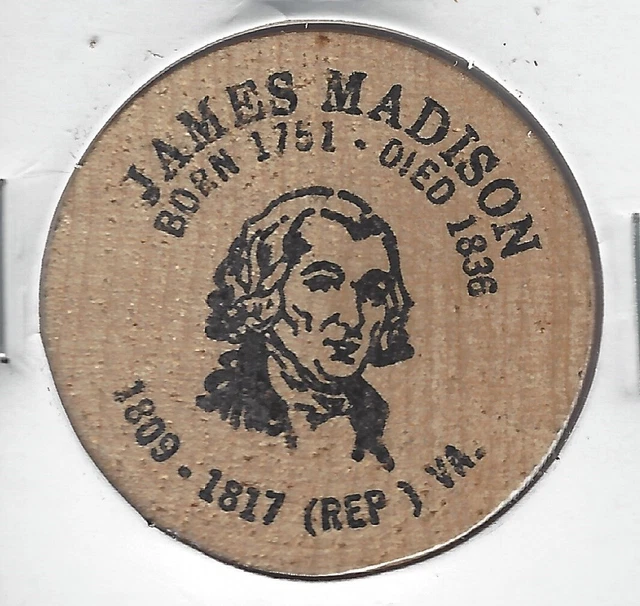 JAMES MADISON
BORN 1751 · DIED 1836
1809 - 1817 (REP) VA.